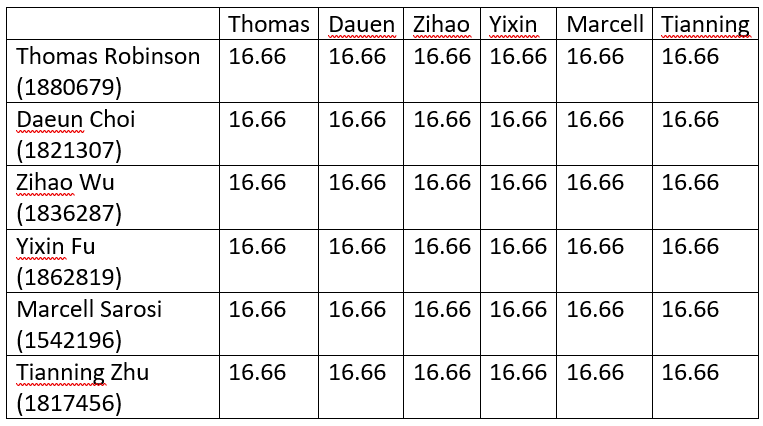 Thomas Dauen Zihao Yixin Marcell Tianning
Thomas Robinson 16.66 16.66 16.66 16.66 16.66 16.66
(1880679)
Daeun Choi 16.66 16.66 16.66 16.66 16.66 16.66
(1821307)
Zihao Wu 16.66 16.66 16.66 16.66 16.66 16.66
(1836287)
Yixin Fu 16.66 16.66 16.66 16.66 16.66 16.66
(1862819)
Marcell Sarosi 16.66 16.66 16.66 16.66 16.66 16.66
(1542196)
Tianning Zhu 16.66 16.66 16.66 16.66 16.66 16.66
(1817456)